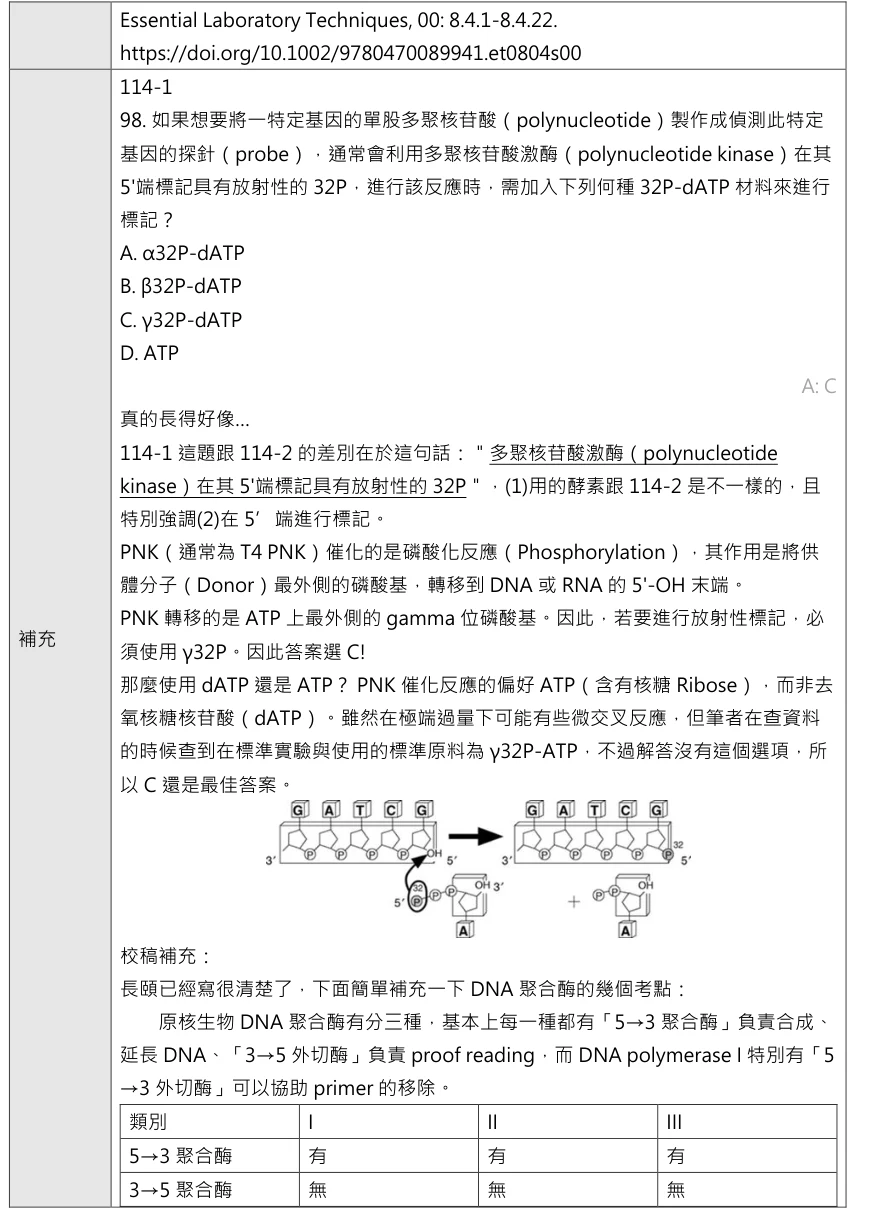 Essential Laboratory Techniques, 00: 8.4.1-8.4.22.
https://doi.org/10.1002/9780470089941.et0804s00
補充
114-1
98. 如果想要將一特定基因的單股多聚核苷酸（polynucleotide）製作成偵測此特定
基因的探針（probe），通常會利用多聚核苷酸激酶（polynucleotide kinase）在其
5'端標記具有放射性的 32P，進行該反應時，需加入下列何種 32P-dATP 材料來進行
標記？
A. α32P-dATP
B. β32P-dATP
C. γ32P-dATP
D. ATP
A: C
真的長得好像…
114-1 這題跟 114-2 的差別在於這句話："多聚核苷酸激酶（polynucleotide
kinase）在其 5'端標記具有放射性的 32P"，(1)用的酵素跟 114-2 是不一樣的，且
特別強調(2)在 5’端進行標記。
PNK（通常為 T4 PNK）催化的是磷酸化反應（Phosphorylation），其作用是將供
體分子（Donor）最外側的磷酸基，轉移到 DNA 或 RNA 的 5'-OH 末端。
PNK 轉移的是 ATP 上最外側的 gamma 位磷酸基。因此，若要進行放射性標記，必
須使用 γ32P。因此答案選 C!
那麼使用 dATP 還是 ATP？ PNK 催化反應的偏好 ATP（含有核糖 Ribose），而非去
氧核糖核苷酸（dATP）。雖然在極端過量下可能有些微交叉反應，但筆者在查資料
的時候查到在標準實驗與使用的標準原料為 γ32P-ATP，不過解答沒有這個選項，所
以 C 還是最佳答案。
G A T C G G A T C G
P P P P OH P P P P P 32
3' 5' 3' 5'
5' 32 P P P OH 3' + P P OH
A A
校稿補充：
長頤已經寫很清楚了，下面簡單補充一下 DNA 聚合酶的幾個考點：
原核生物 DNA 聚合酶有分三種，基本上每一種都有「5→3 聚合酶」負責合成、
延長 DNA、「3→5 外切酶」負責 proof reading，而 DNA polymerase I 特別有「5
→3 外切酶」可以協助 primer 的移除。
類別 I II III
5→3 聚合酶 有 有 有
3→5 聚合酶 無 無 無